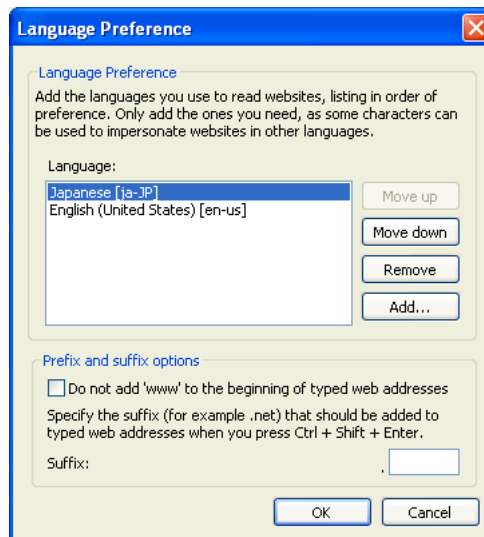 Language Preference
Language Preference
Add the languages you use to read websites, listing in order of
preference. Only add the ones you need, as some characters can
be used to impersonate websites in other languages.
Language:
Japanese [ja-JP]
English (United States) [en-us]
Move up
Move down
Remove
Add...
Prefix and suffix options
Do not add 'www' to the beginning of typed web addresses
Specify the suffix (for example .net) that should be added to
typed web addresses when you press Ctrl + Shift + Enter.
Suffix: .
OK Cancel